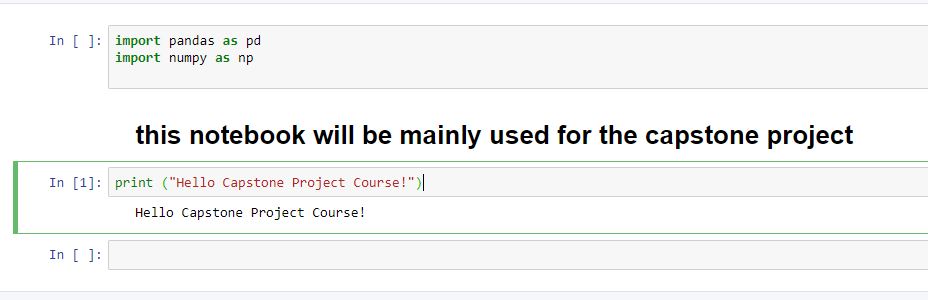 In [ ]: import pandas as pd
import numpy as np
this notebook will be mainly used for the capstone project
In [1]: print ("Hello Capstone Project Course!")
Hello Capstone Project Course!
In [ ]: